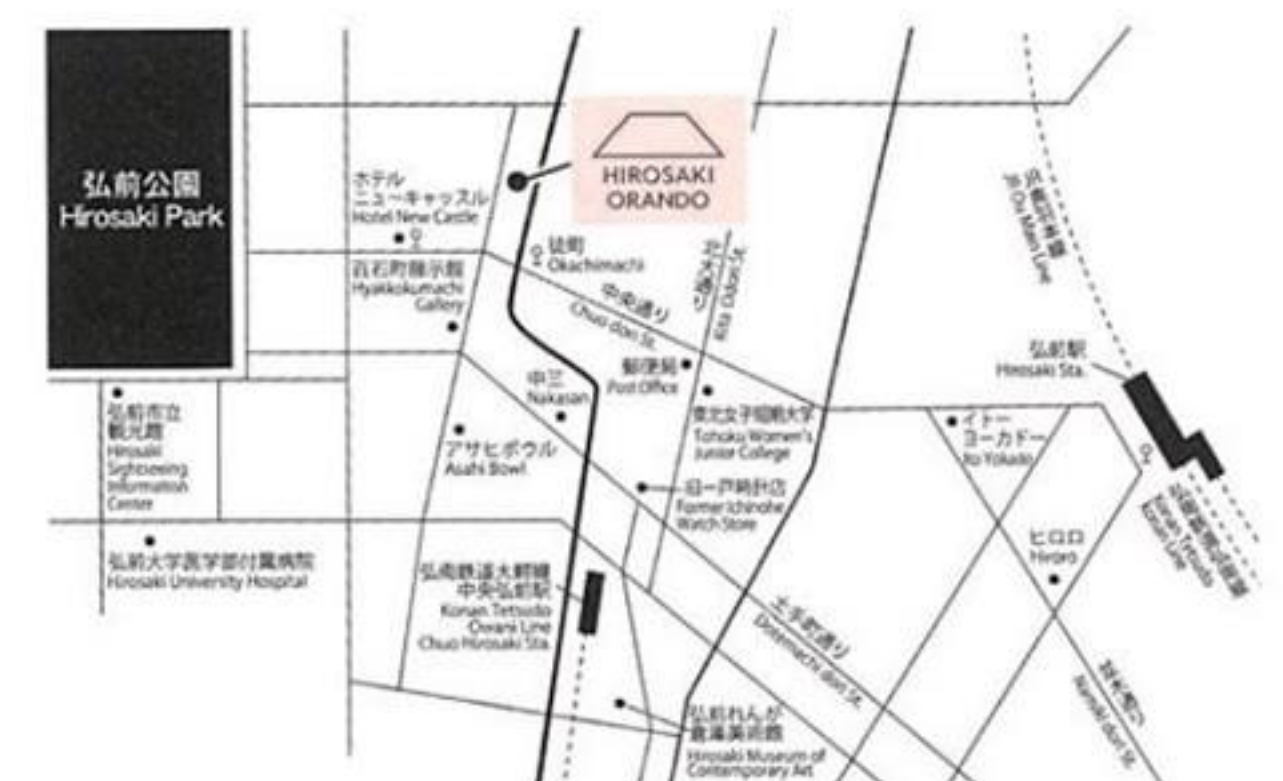 弘前公園
Hirosaki Park
HIROSAKI
ORANDO
ホテル
ニューキャッスル
Hotel New Castle
徒町
Okachimachi
百石町展示館
Hyakkokumachi
Gallery
中央通り
Chuo dori St.
Kita Odori St.
JR Ou Main Line
弘前駅
Hirosaki Sta.
郵便局
Post Office
中三
Nakasan
東北女子短期大学
Tohoku Women's
Junior College
イトー
ヨーカドー
Ito Yokado
弘前市立
観光館
Hirosaki
Sightseeing
Information
Center
アサヒボウル
Asahi Bowl
旧一戸時計店
Former Ichinohe
Watch Store
Konan Tetsudo
Konan Line
ヒロロ
Hiroro
弘前大学医学部付属病院
Hirosaki University Hospital
弘南鉄道大鰐線
中央弘前駅
Konan Tetsudo
Owani Line
Chuo Hirosaki Sta.
土手町通り
Dotemachi dori St.
弘前れんが
倉庫美術館
Hirosaki Museum of
Contemporary Art